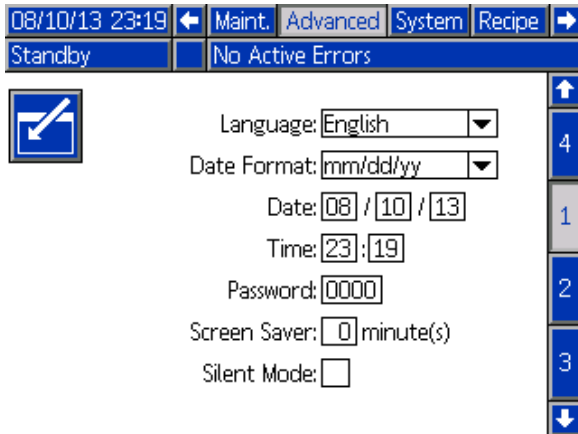 08/10/13 23:19 Maint. Advanced System Recipe
Standby No Active Errors
Language: English
4
Date Format: mm/dd/yy
Date: 08 / 10 / 13
1
Time: 23 : 19
Password: 0000
2
Screen Saver: 0 minute(s)
3
Silent Mode: